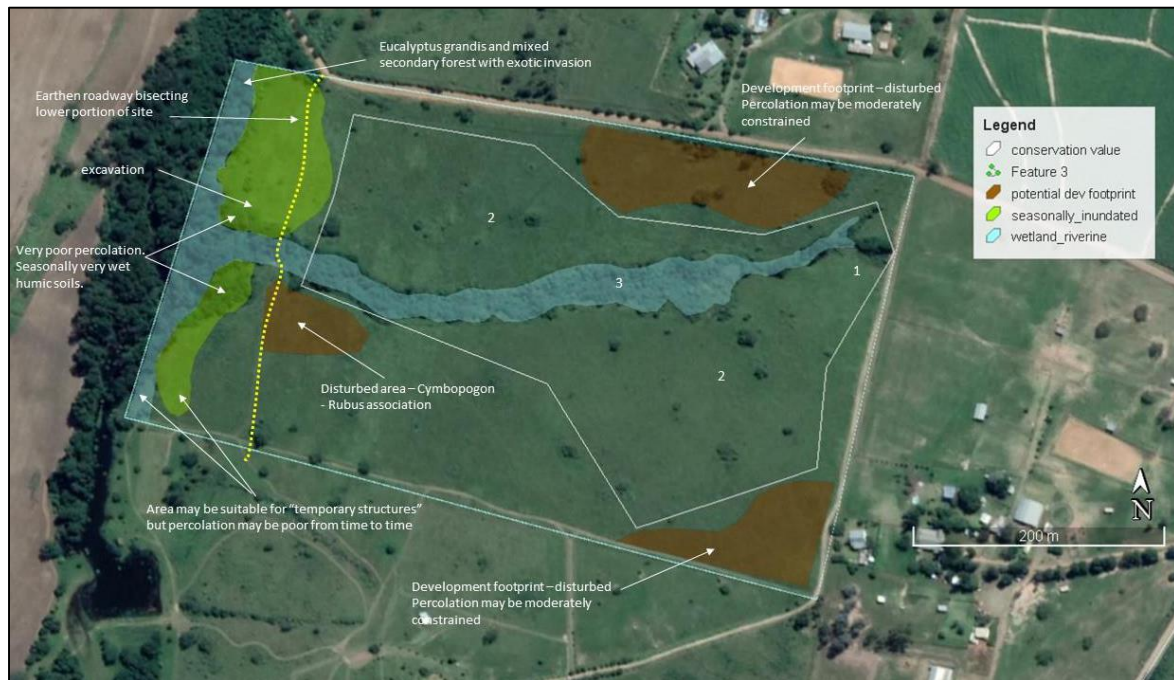 Eucalyptus grandis and mixed
secondary forest with exotic invasion
Earthen roadway bisecting
lower portion of site
Development footprint – disturbed
Percolation may be moderately
constrained
Legend
conservation value
Feature 3
potential dev footprint
seasonally_inundated
wetland_riverine
excavation
2
Very poor percolation.
Seasonally very wet
humic soils.
1
3
2
Disturbed area – Cymbopogon
- Rubus association
Area may be suitable for “temporary structures”
but percolation may be poor from time to time
N
200 m
Development footprint – disturbed
Percolation may be moderately
constrained